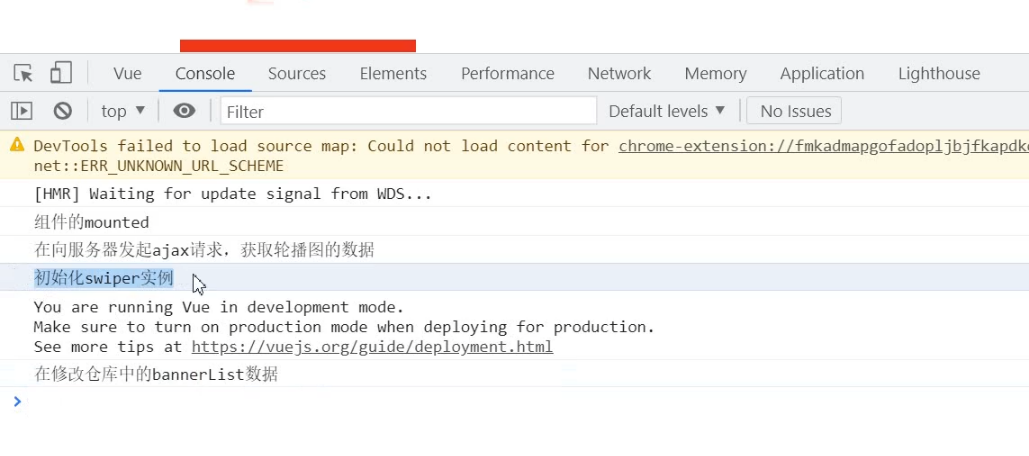 Vue Console Sources Elements Performance Network Memory Application Lighthouse
top ▼ Filter Default levels ▼ No Issues
DevTools failed to load source map: Could not load content for chrome-extension://fmkadmapgofadopljbjfkapdk
net::ERR_UNKNOWN_URL_SCHEME
[HMR] Waiting for update signal from WDS...
组件的mounted
在向服务器发起ajax请求，获取轮播图的数据
初始化swiper实例
You are running Vue in development mode.
Make sure to turn on production mode when deploying for production.
See more tips at https://vuejs.org/guide/deployment.html
在修改仓库中的bannerList数据